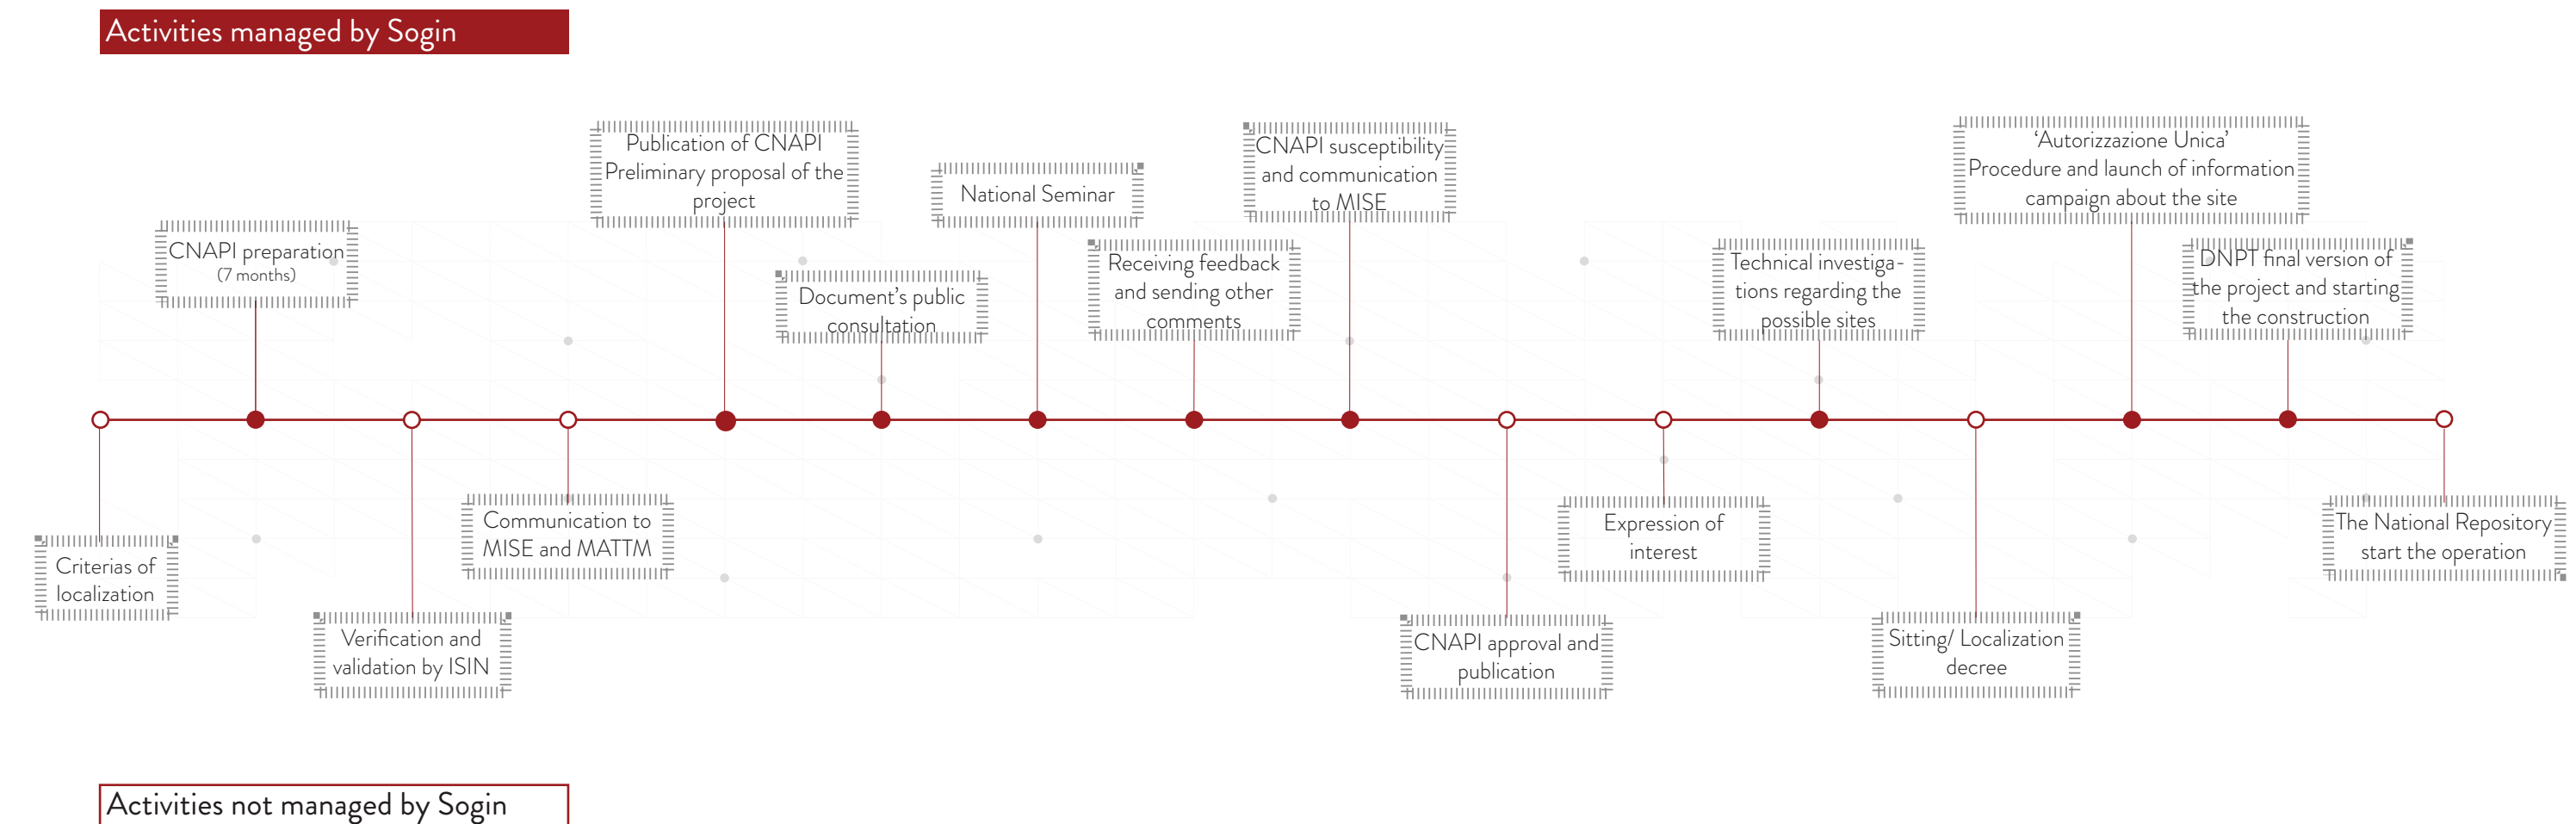 Activities managed by Sogin
Criterias of
localization
CNAPI preparation
(7 months)
Verification and
validation by ISIN
Communication to
MISE and MATTM
Publication of CNAPI
Preliminary proposal of the
project
Document’s public
consultation
National Seminar
Receiving feedback
and sending other
comments
CNAPI susceptibility
and communication
to MISE
CNAPI approval and
publication
Expression of
interest
Technical investiga-
tions regarding the
possible sites
Sitting/ Localization
decree
‘Autorizzazione Unica’
Procedure and launch of information
campaign about the site
DNPT final version of
the project and starting
the construction
The National Repository
start the operation
Activities not managed by Sogin